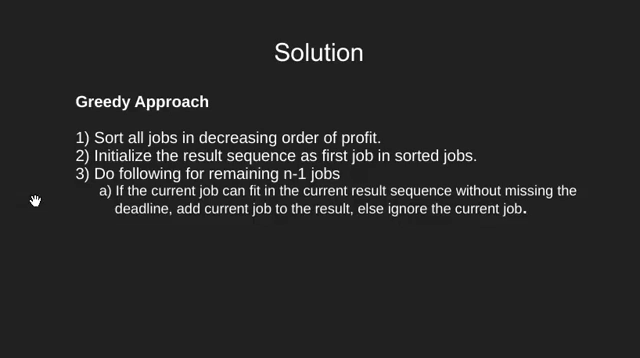 Solution
Greedy Approach
1) Sort all jobs in decreasing order of profit.
2) Initialize the result sequence as first job in sorted jobs.
3) Do following for remaining n-1 jobs
a) If the current job can fit in the current result sequence without missing the
deadline, add current job to the result, else ignore the current job.